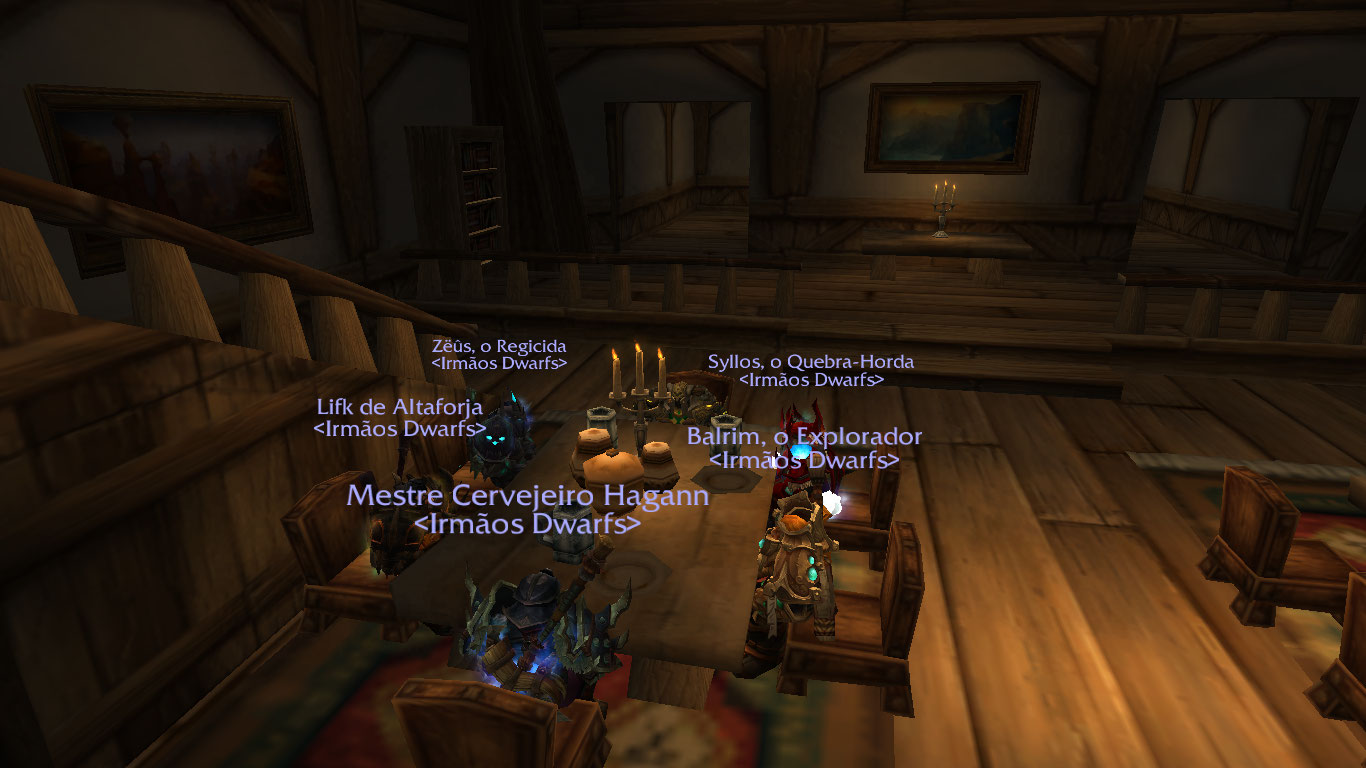 Zëûs, o Regicida
<Irmãos Dwarfs>
Syllos, o Quebra-Horda
<Irmãos Dwarfs>
Lifk de Altaforja
<Irmãos Dwarfs>
Balrim, o Explorador
<Irmãos Dwarfs>
Mestre Cervejeiro Hagann
<Irmãos Dwarfs>